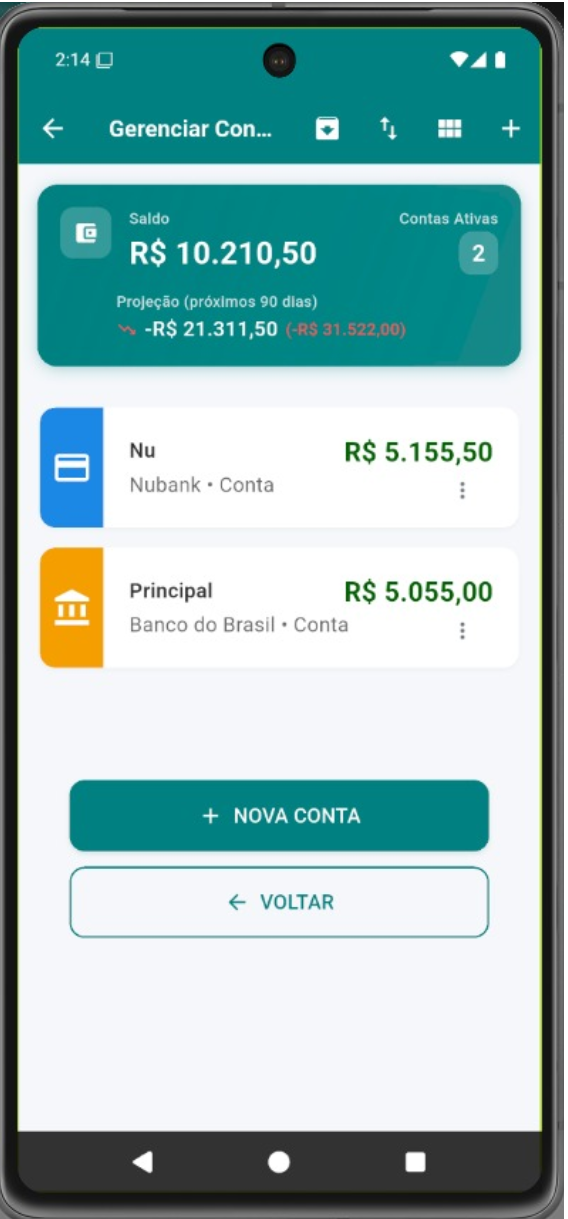 2:14
Gerenciar Con...
Saldo
Contas Ativas
R$ 10.210,50
2
Projeção (próximos 90 dias)
-R$ 21.311,50 (-R$ 31.522,00)
Nu
R$ 5.155,50
Nubank • Conta
Principal
R$ 5.055,00
Banco do Brasil • Conta
+ NOVA CONTA
← VOLTAR